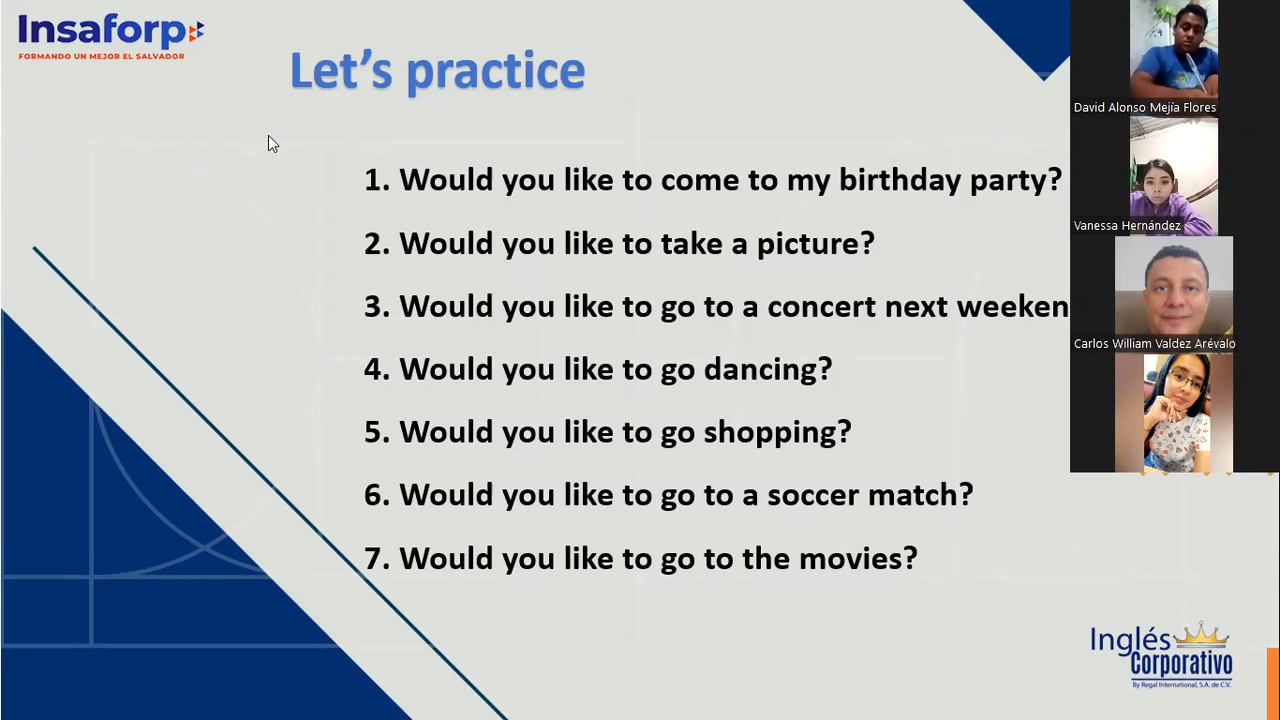 Insaforp
FORMANDO UN MEJOR EL SALVADOR
Let’s practice
1. Would you like to come to my birthday party?
2. Would you like to take a picture?
3. Would you like to go to a concert next weeken
4. Would you like to go dancing?
5. Would you like to go shopping?
6. Would you like to go to a soccer match?
7. Would you like to go to the movies?
David Alonso Mejía Flores
Vanessa Hernández
Carlos William Valdez Arévalo
Inglés
Corporativo
By Regal International, S.A. de C.V.